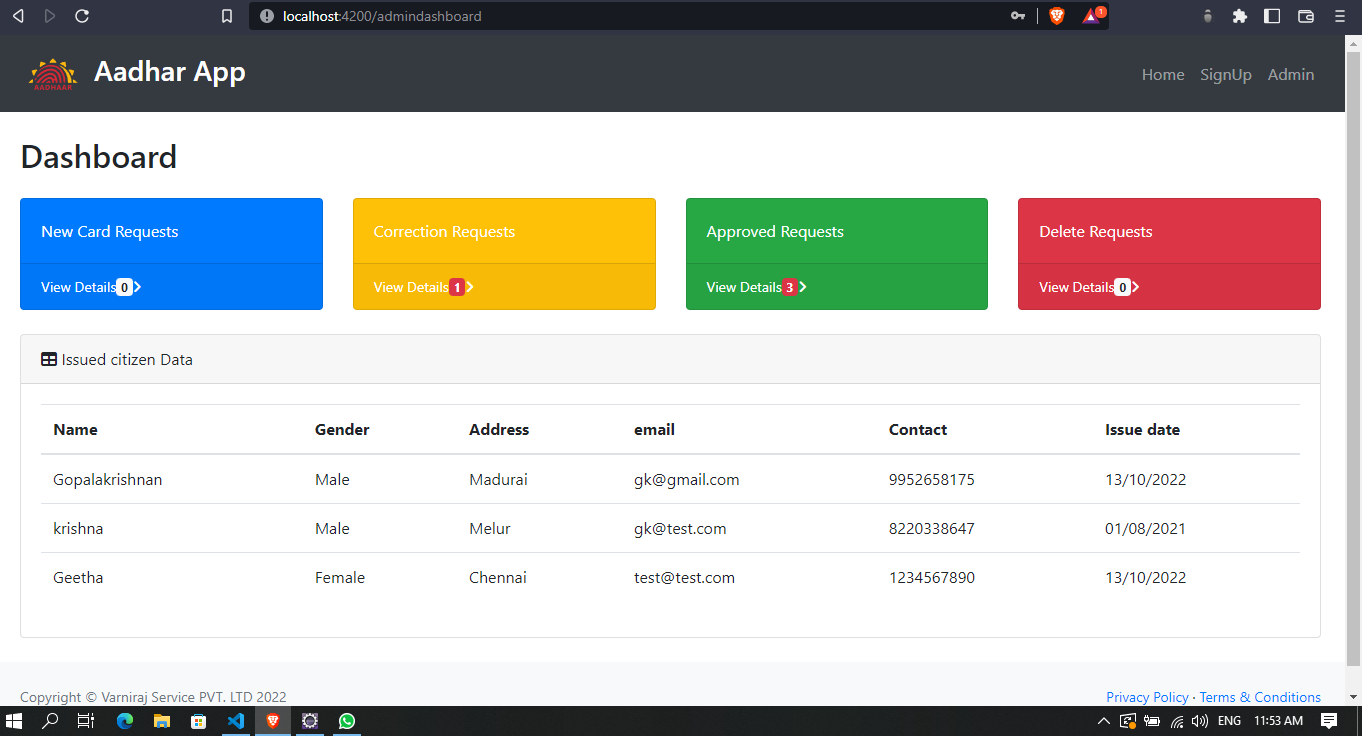 localhost:4200/admindashboard
1
AADHAAR
Aadhar App
Home SignUp Admin
Dashboard
New Card Requests
View Details 0
Correction Requests
View Details 1
Approved Requests
View Details 3
Delete Requests
View Details 0
Issued citizen Data
Name Gender Address email Contact Issue date
Gopalakrishnan Male Madurai gk@gmail.com 9952658175 13/10/2022
krishna Male Melur gk@test.com 8220338647 01/08/2021
Geetha Female Chennai test@test.com 1234567890 13/10/2022
Copyright © Varniraj Service PVT. LTD 2022
Privacy Policy · Terms & Conditions
ENG 11:53 AM